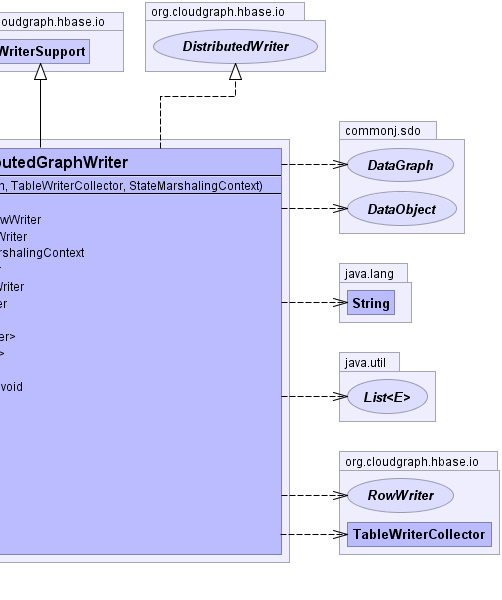 oudgraph.hbase.io
WriterSupport
org.cloudgraph.hbase.io
DistributedWriter
utedGraphWriter
n, TableWriterCollector, StateMarshalingContext)
wWriter
Writer
rshalingContext
r
Writer
er
er>
>
void
commonj.sdo
DataGraph
DataObject
java.lang
String
java.util
List<E>
org.cloudgraph.hbase.io
RowWriter
TableWriterCollector